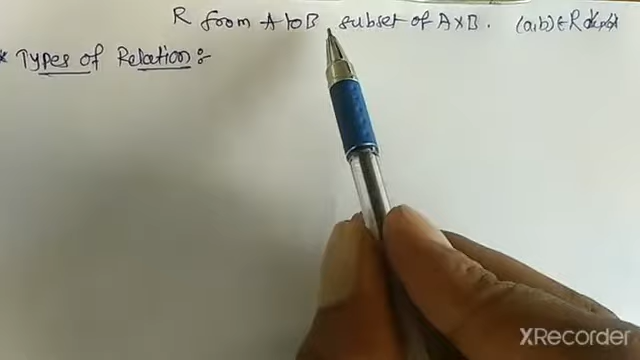 R from A to B subset of A×B. (a,b) ∈ R
* Types of Relation :-
XRecorder